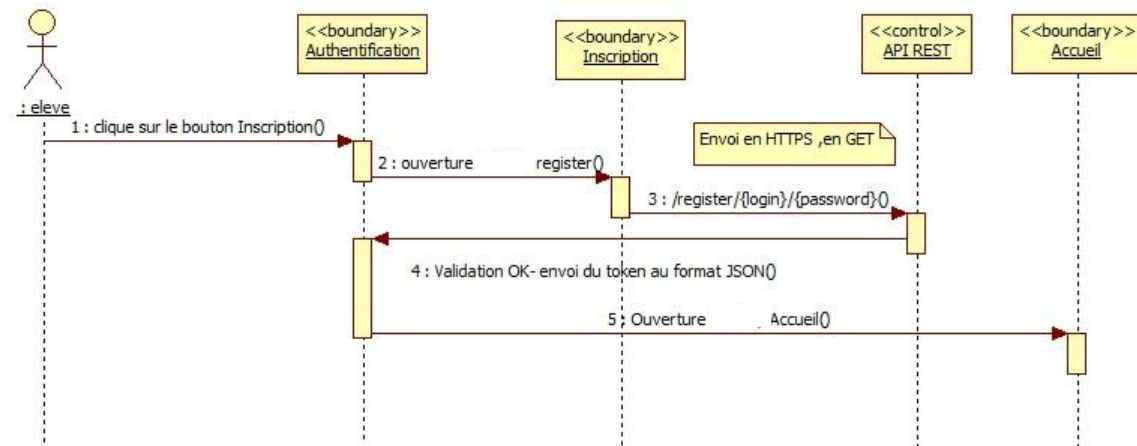 <<boundary>>
Authentification
<<boundary>>
Inscription
<<control>>
API REST
<<boundary>>
Accueil
: eleve
1 : clique sur le bouton Inscription()
Envoi en HTTPS ,en GET
2 : ouverture register()
3 : /register/{login}/{password}()
4 : Validation OK- envoi du token au format JSON()
5 : Ouverture Accueil()